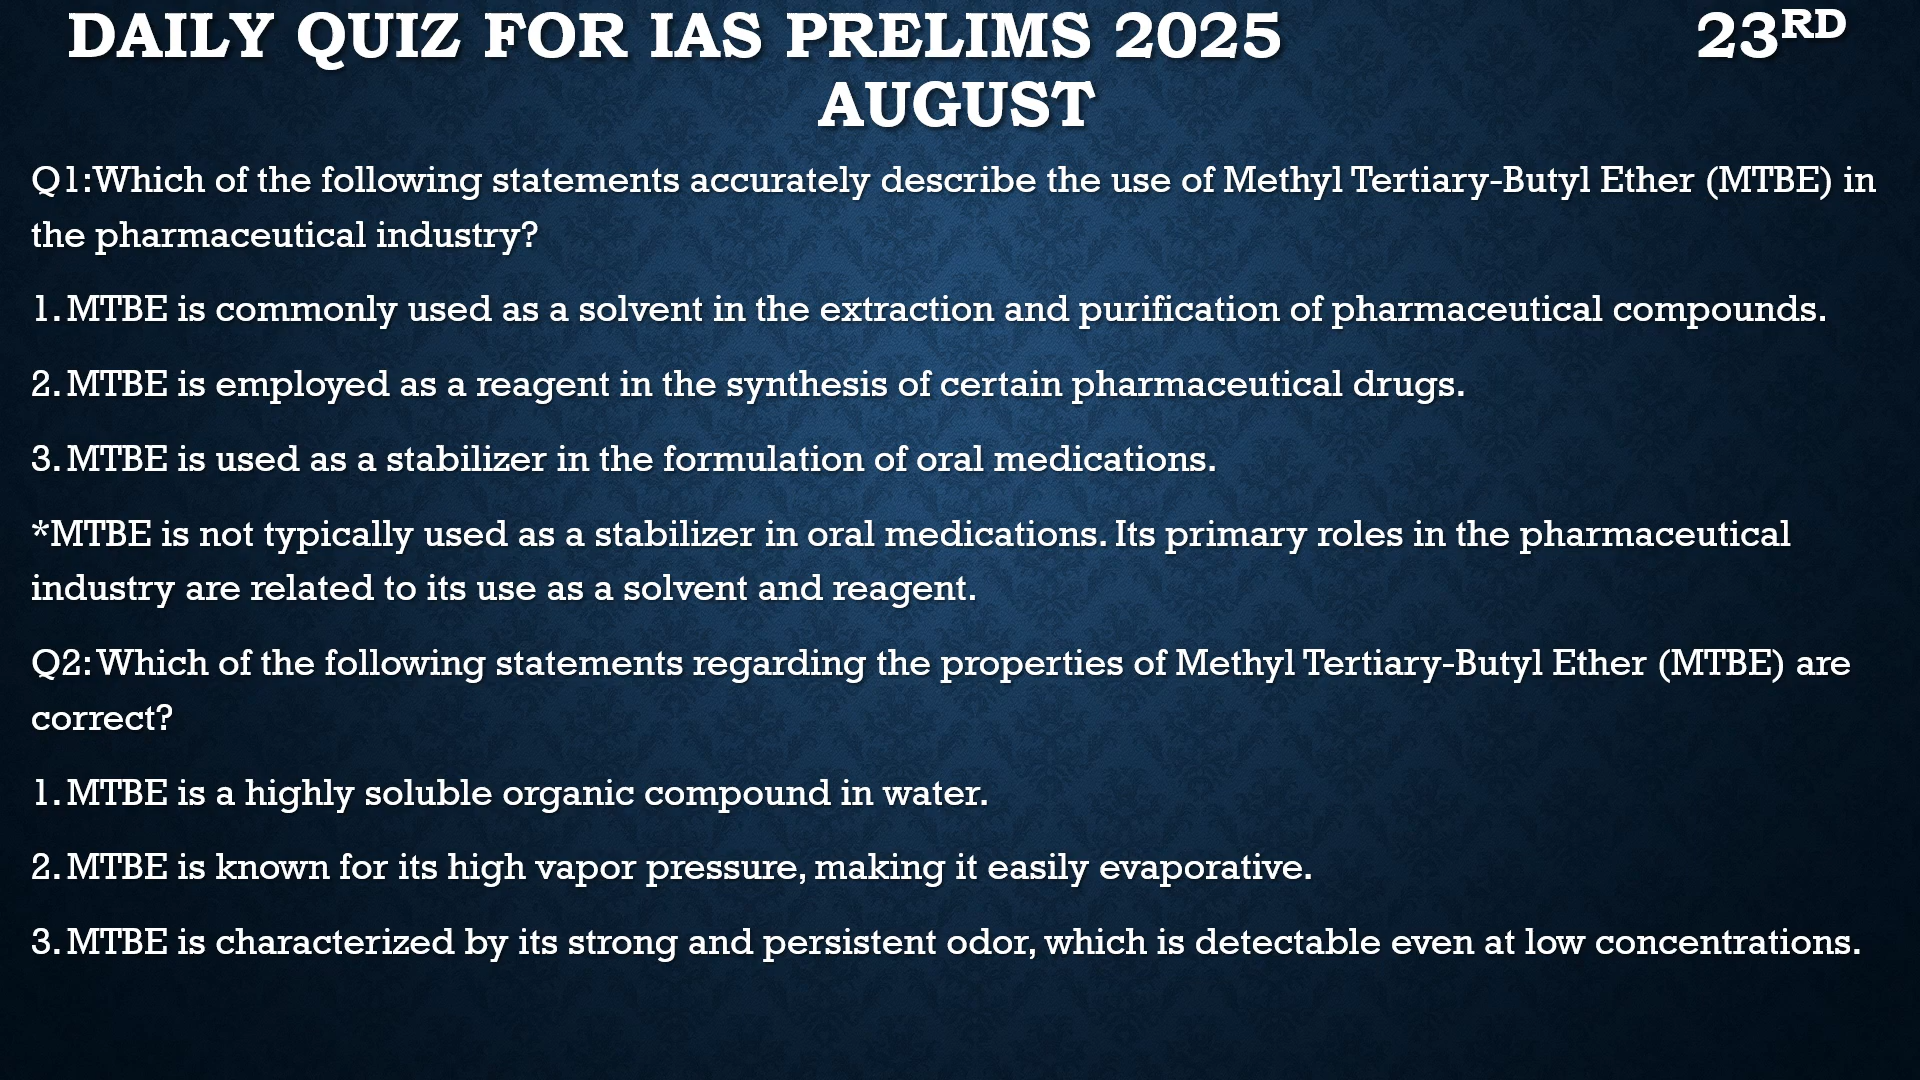 DAILY QUIZ FOR IAS PRELIMS 2025 23RD
AUGUST
Q1:Which of the following statements accurately describe the use of Methyl Tertiary-Butyl Ether (MTBE) in
the pharmaceutical industry?
1. MTBE is commonly used as a solvent in the extraction and purification of pharmaceutical compounds.
2. MTBE is employed as a reagent in the synthesis of certain pharmaceutical drugs.
3. MTBE is used as a stabilizer in the formulation of oral medications.
*MTBE is not typically used as a stabilizer in oral medications. Its primary roles in the pharmaceutical
industry are related to its use as a solvent and reagent.
Q2: Which of the following statements regarding the properties of Methyl Tertiary-Butyl Ether (MTBE) are
correct?
1. MTBE is a highly soluble organic compound in water.
2. MTBE is known for its high vapor pressure, making it easily evaporative.
3. MTBE is characterized by its strong and persistent odor, which is detectable even at low concentrations.